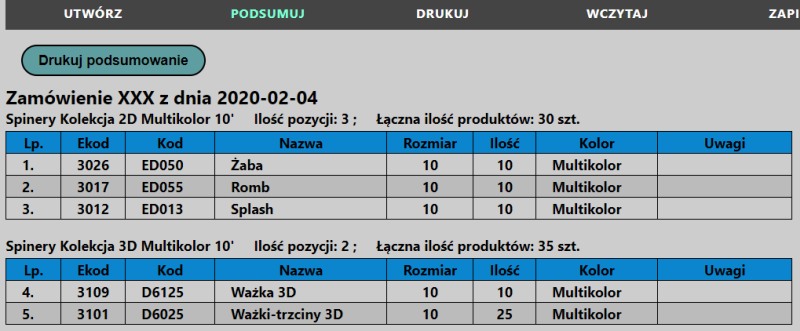 UTWÓRZ PODSUMUJ DRUKUJ WCZYTAJ ZAPI
Drukuj podsumowanie
Zamówienie XXX z dnia 2020-02-04
Spinery Kolekcja 2D Multikolor 10' Ilość pozycji: 3 ; Łączna ilość produktów: 30 szt.
Lp. Ekod Kod Nazwa Rozmiar Ilość Kolor Uwagi
1. 3026 ED050 Żaba 10 10 Multikolor
2. 3017 ED055 Romb 10 10 Multikolor
3. 3012 ED013 Splash 10 10 Multikolor
Spinery Kolekcja 3D Multikolor 10' Ilość pozycji: 2 ; Łączna ilość produktów: 35 szt.
Lp. Ekod Kod Nazwa Rozmiar Ilość Kolor Uwagi
4. 3109 D6125 Ważka 3D 10 10 Multikolor
5. 3101 D6025 Ważki-trzciny 3D 10 25 Multikolor